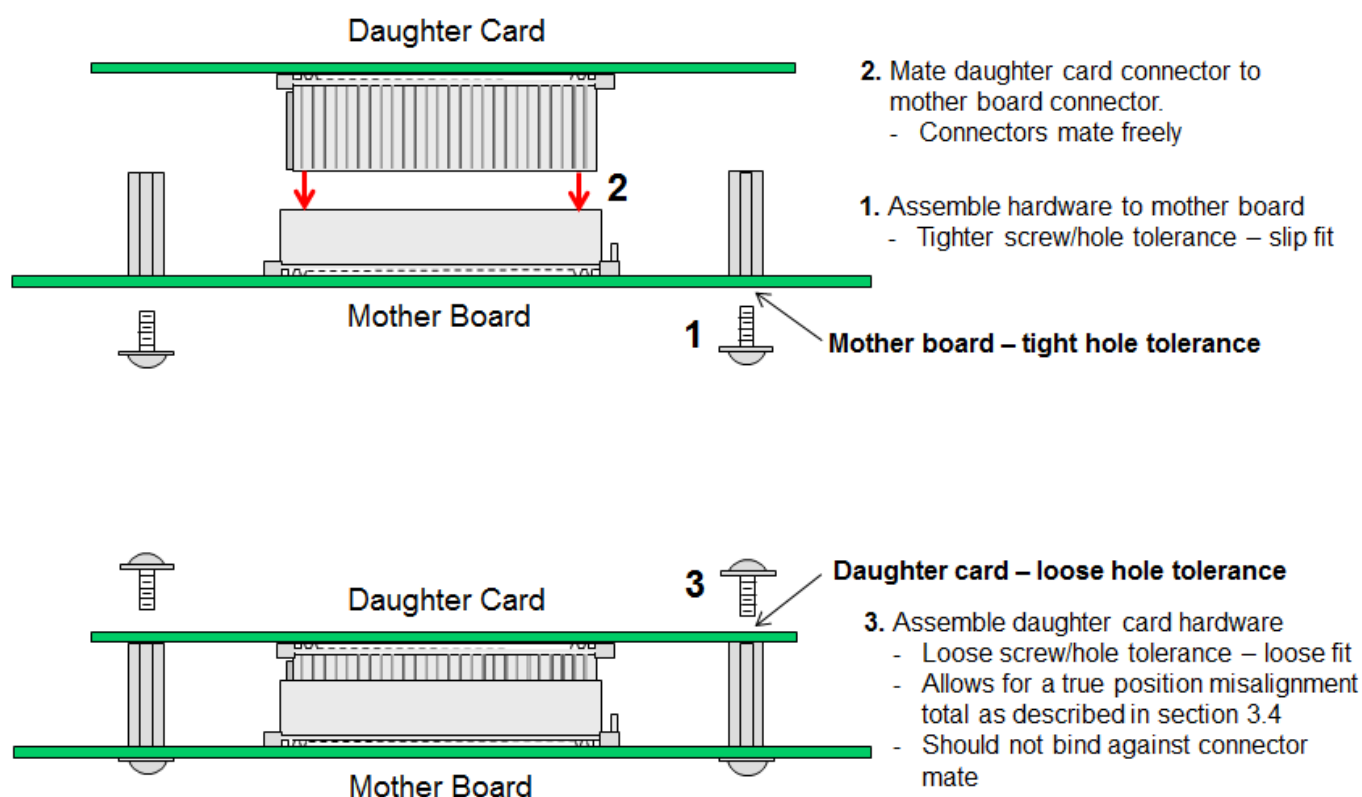 Daughter Card
2. Mate daughter card connector to
mother board connector.
- Connectors mate freely
2
1. Assemble hardware to mother board
- Tighter screw/hole tolerance – slip fit
Mother Board
1
Mother board – tight hole tolerance
3
Daughter card – loose hole tolerance
Daughter Card
3. Assemble daughter card hardware
- Loose screw/hole tolerance – loose fit
- Allows for a true position misalignment
total as described in section 3.4
- Should not bind against connector
mate
Mother Board